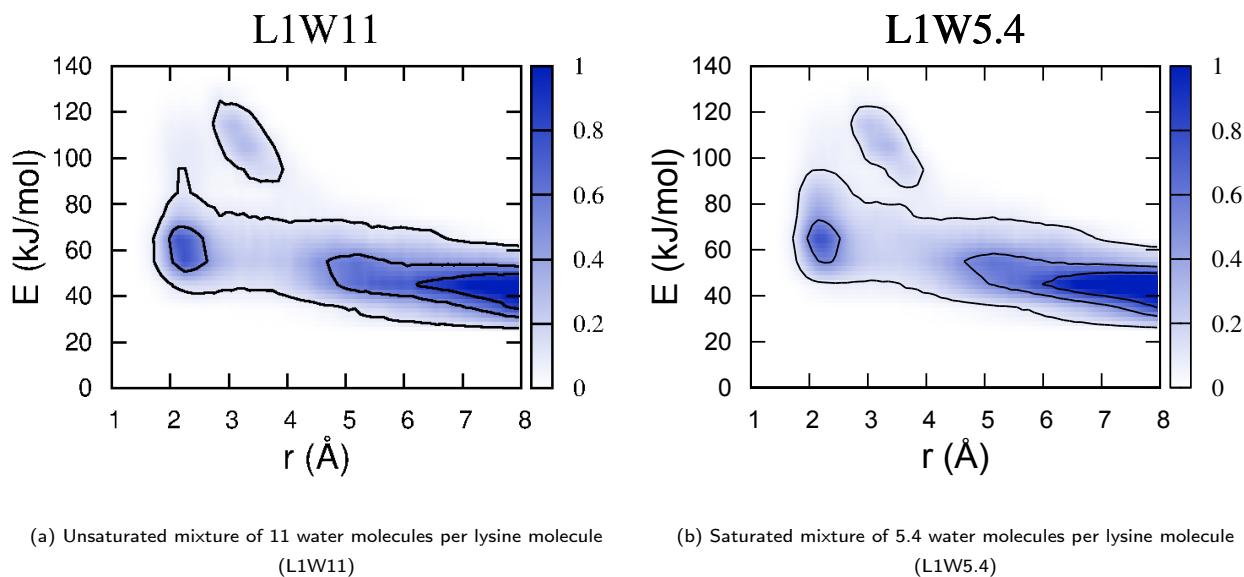 L1W11
140
120
100
80
60
40
20
0
E (kJ/mol)
1 2 3 4 5 6 7 8
r (Å)
1
0.8
0.6
0.4
0.2
0
(a) Unsaturated mixture of 11 water molecules per lysine molecule
(L1W11)
L1W5.4
140
120
100
80
60
40
20
0
E (kJ/mol)
1 2 3 4 5 6 7 8
r (Å)
1
0.8
0.6
0.4
0.2
0
(b) Saturated mixture of 5.4 water molecules per lysine molecule
(L1W5.4)